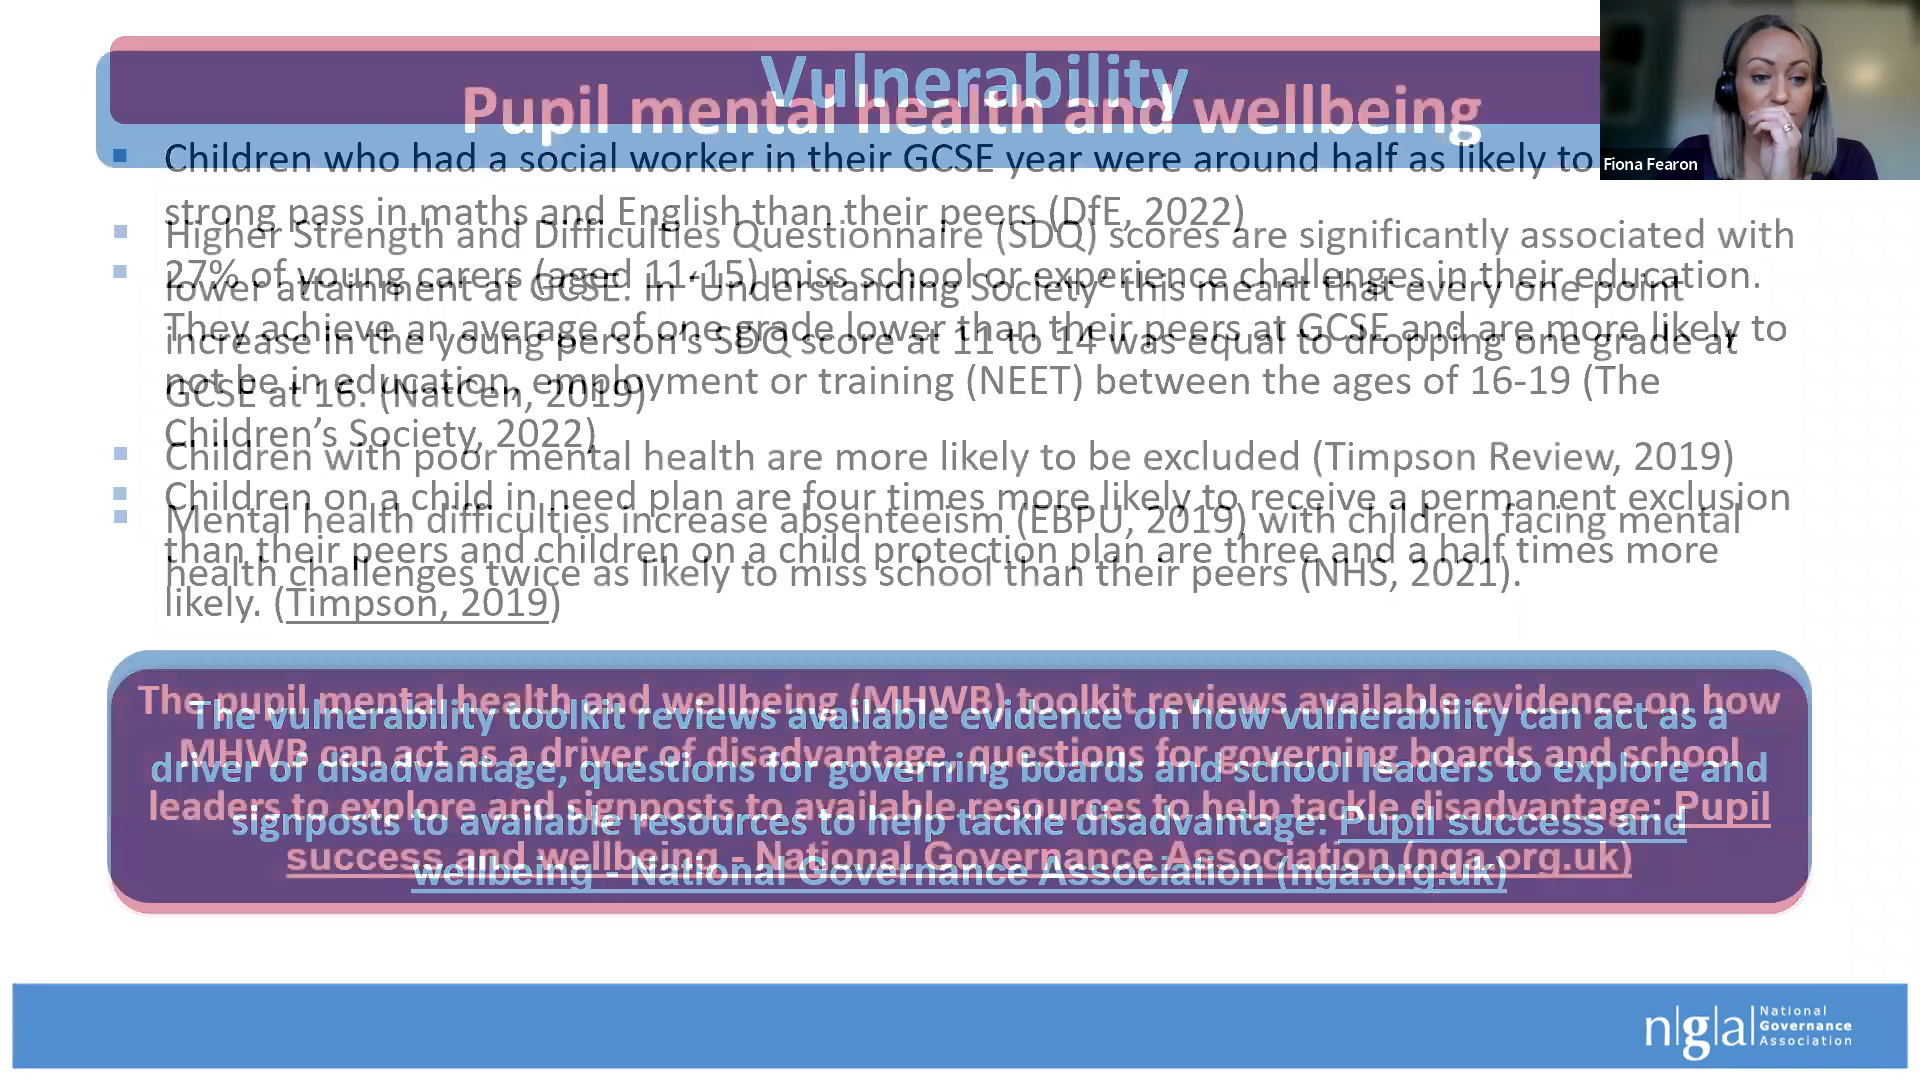 Vulnerability
Pupil mental health and wellbeing
Fiona Fearon
Children who had a social worker in their GCSE year were around half as likely to
strong pass in maths and English than their peers (DfE, 2022)
Higher Strength and Difficulties Questionnaire (SDQ) scores are significantly associated with
27% of young carers (aged 11-15) miss school or experience challenges in their education.
lower attainment at GCSE. In ‘Understanding Society’ this meant that every one point
They achieve an average of one grade lower than their peers at GCSE and are more likely to
increase in the young person’s SDQ score at 11 to 14 was equal to dropping one grade at
not be in education, employment or training (NEET) between the ages of 16-19 (The
GCSE at 16. (NatCen, 2019)
Children’s Society, 2022)
Children with poor mental health are more likely to be excluded (Timpson Review, 2019)
Children on a child in need plan are four times more likely to receive a permanent exclusion
Mental health difficulties increase absenteeism (EBPU, 2019) with children facing mental
than their peers and children on a child protection plan are three and a half times more
health challenges twice as likely to miss school than their peers (NHS, 2021).
likely. (Timpson, 2019)
The pupil mental health and wellbeing (MHWB) toolkit reviews available evidence on how
The vulnerability toolkit reviews available evidence on how vulnerability can act as a
MHWB can act as a driver of disadvantage, questions for governing boards and school
driver of disadvantage, questions for governing boards and school leaders to explore and
leaders to explore and signposts to available resources to help tackle disadvantage: Pupil
signposts to available resources to help tackle disadvantage: Pupil success and
success and wellbeing - National Governance Association (nga.org.uk)
wellbeing - National Governance Association (nga.org.uk)
n|g|a|
National
Governance
Association